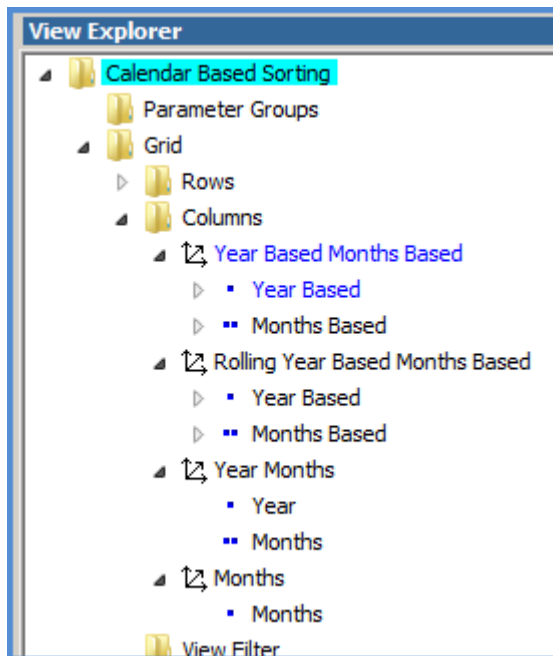 View Explorer
Calendar Based Sorting
Parameter Groups
Grid
Rows
Columns
Year Based Months Based
Year Based
Months Based
Rolling Year Based Months Based
Year Based
Months Based
Year Months
Year
Months
Months
Months
View Filter